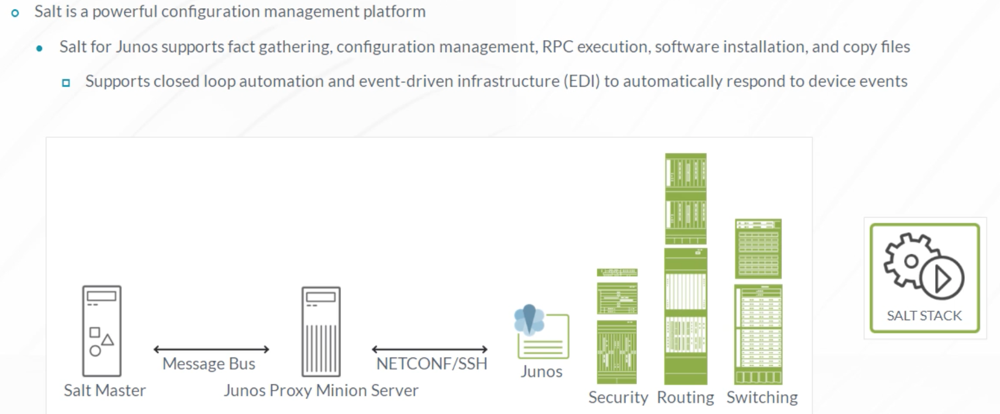 Salt is a powerful configuration management platform
Salt for Junos supports fact gathering, configuration management, RPC execution, software installation, and copy files
Supports closed loop automation and event-driven infrastructure (EDI) to automatically respond to device events
SALT STACK
Message Bus
NETCONF/SSH
Junos
Salt Master
Junos Proxy Minion Server
Security
Routing
Switching